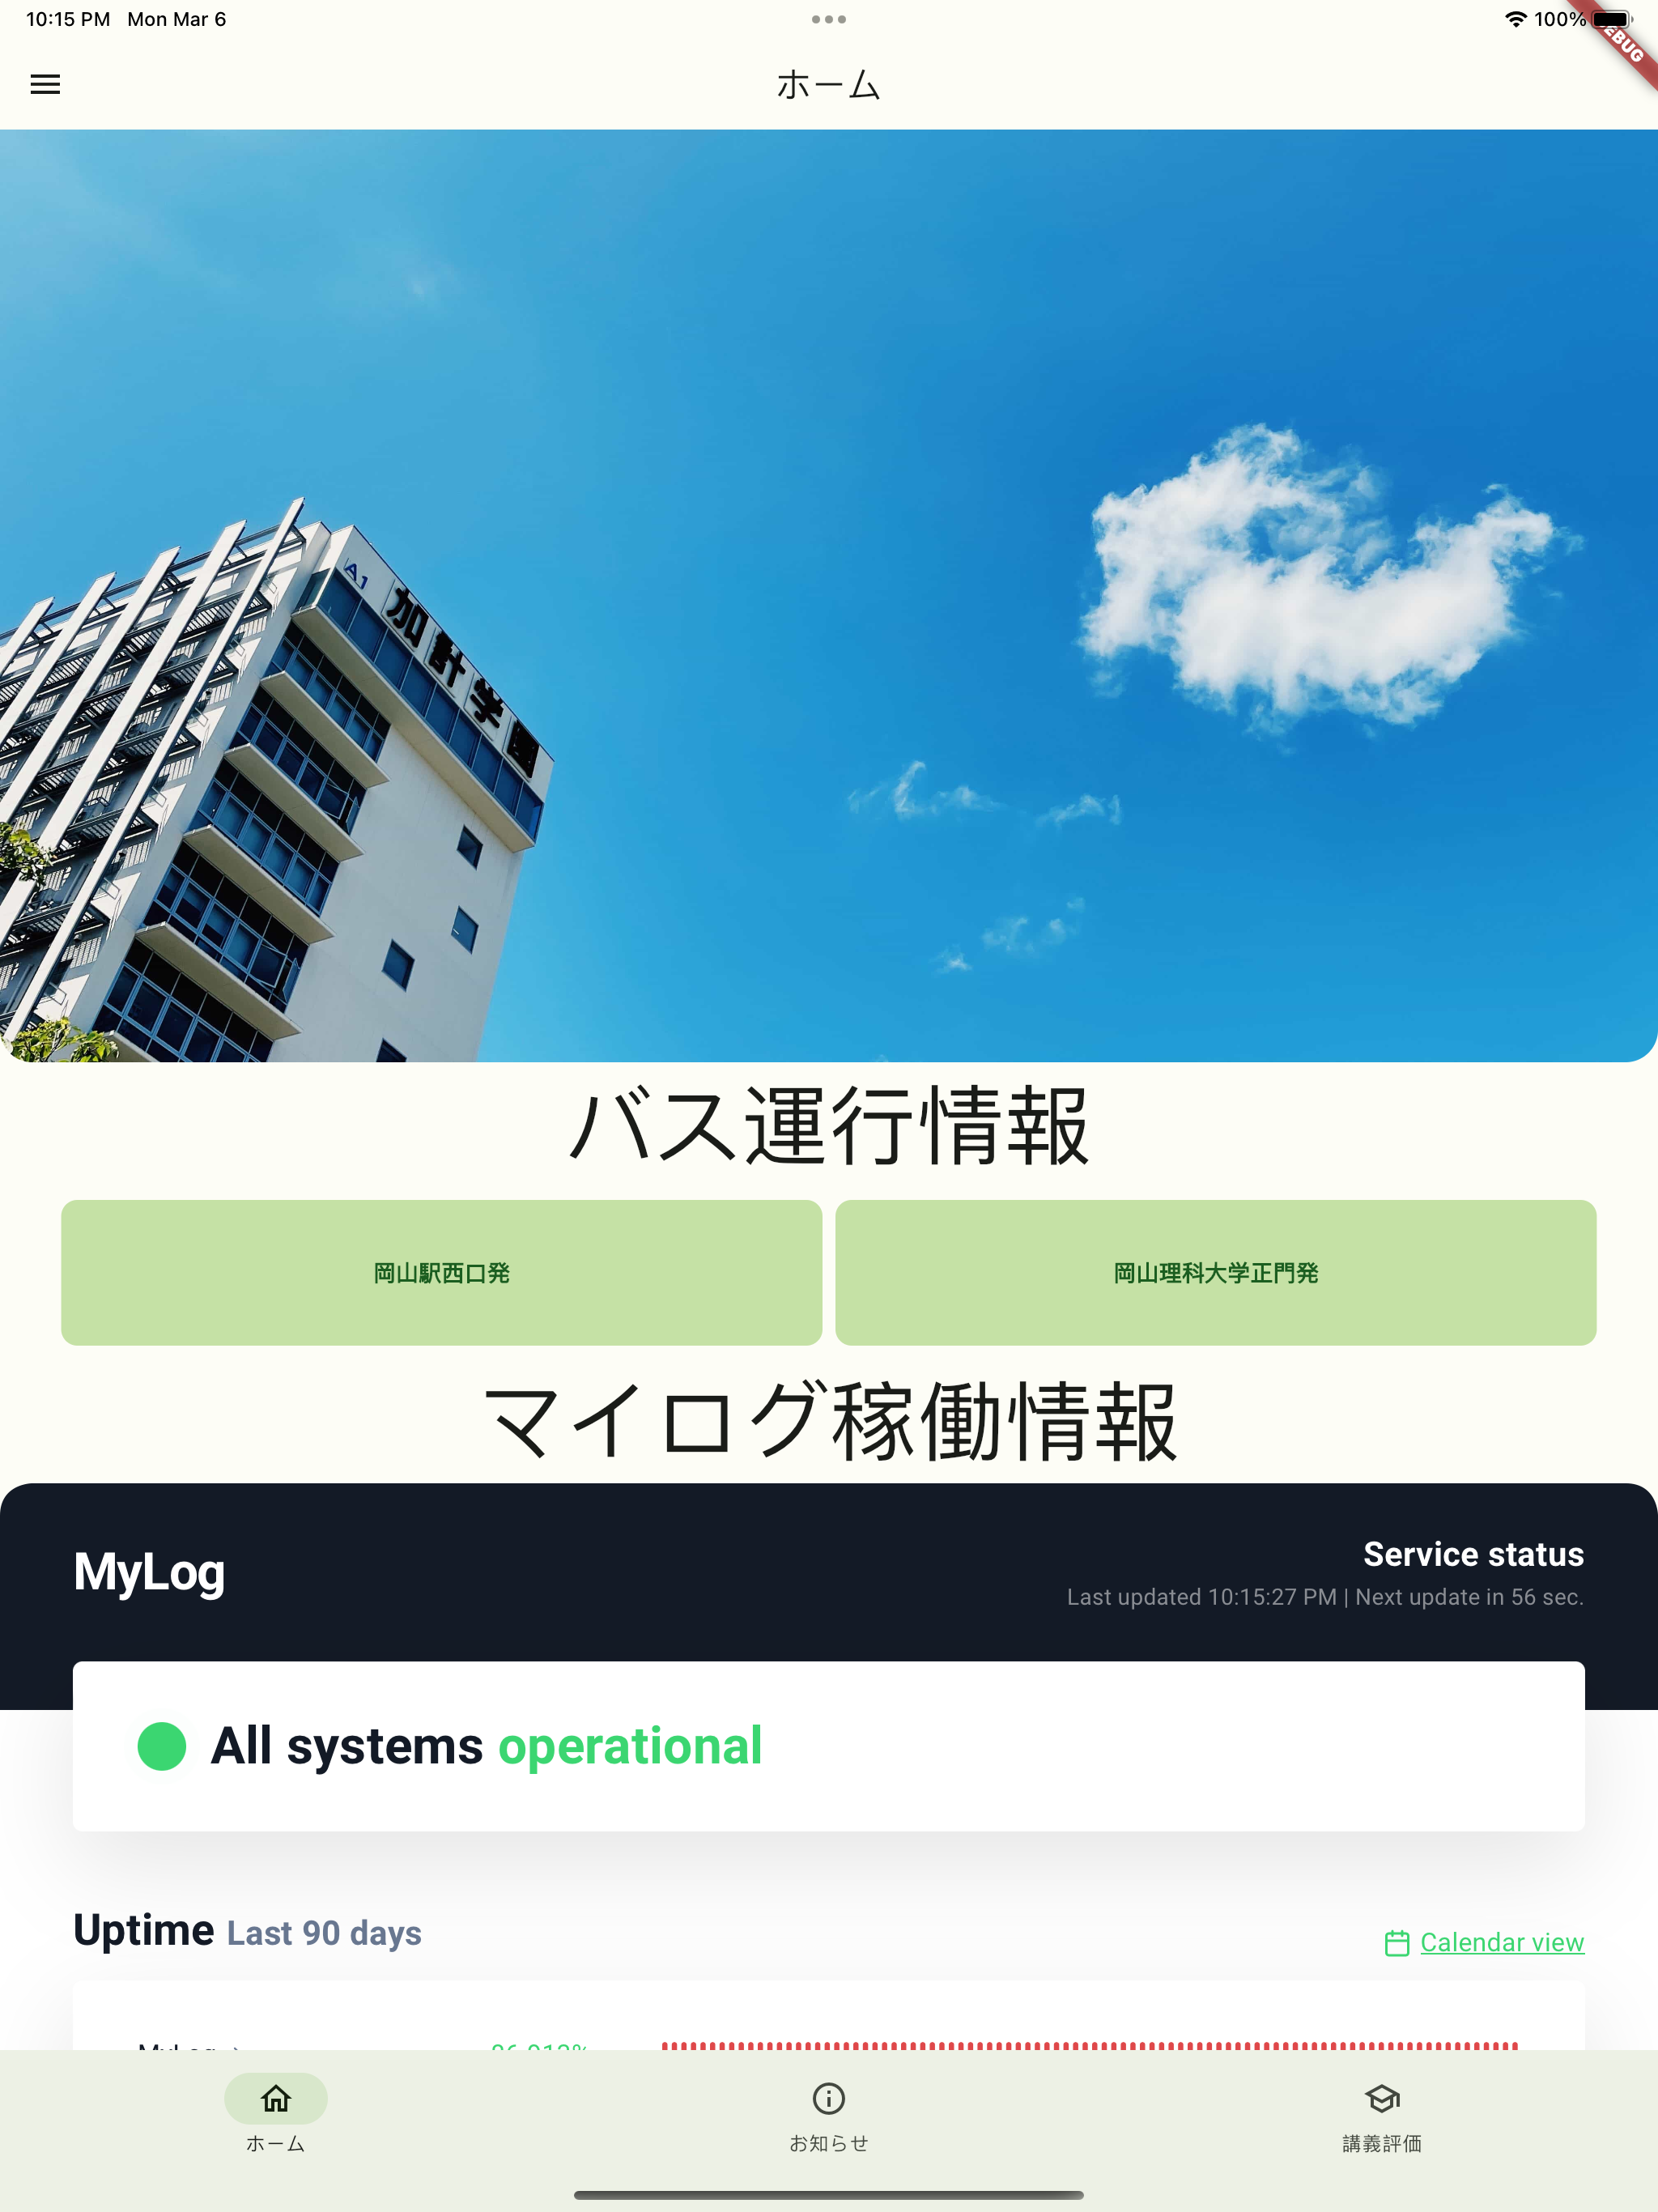 10:15 PM Mon Mar 6
100%
ホーム
A1
加計学園
バス運行情報
岡山駅西口発
岡山理科大学正門発
マイログ稼働情報
MyLog
Service status
Last updated 10:15:27 PM | Next update in 56 sec.
All systems operational
Uptime Last 90 days
Calendar view
MyLog
ホーム
お知らせ
講義評価